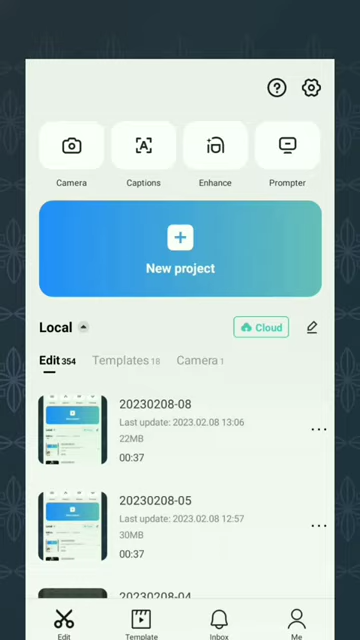 Camera
Captions
Enhance
Prompter
New project
Local
Cloud
Edit 354
Templates 18
Camera 1
20230208-08
Last update: 2023.02.08 13:06
22MB
00:37
20230208-05
Last update: 2023.02.08 12:57
30MB
00:37
20230208-04
Edit
Template
Inbox
Me